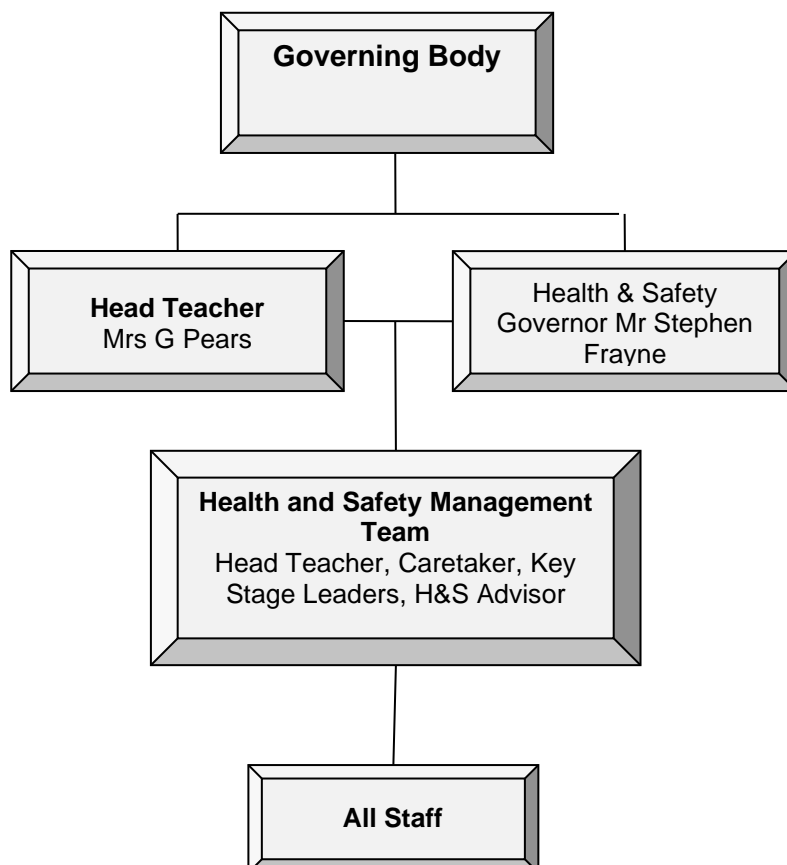 Governing Body
Head Teacher
Mrs G Pears
Health & Safety
Governor Mr Stephen
Frayne
Health and Safety Management
Team
Head Teacher, Caretaker, Key
Stage Leaders, H&S Advisor
All Staff